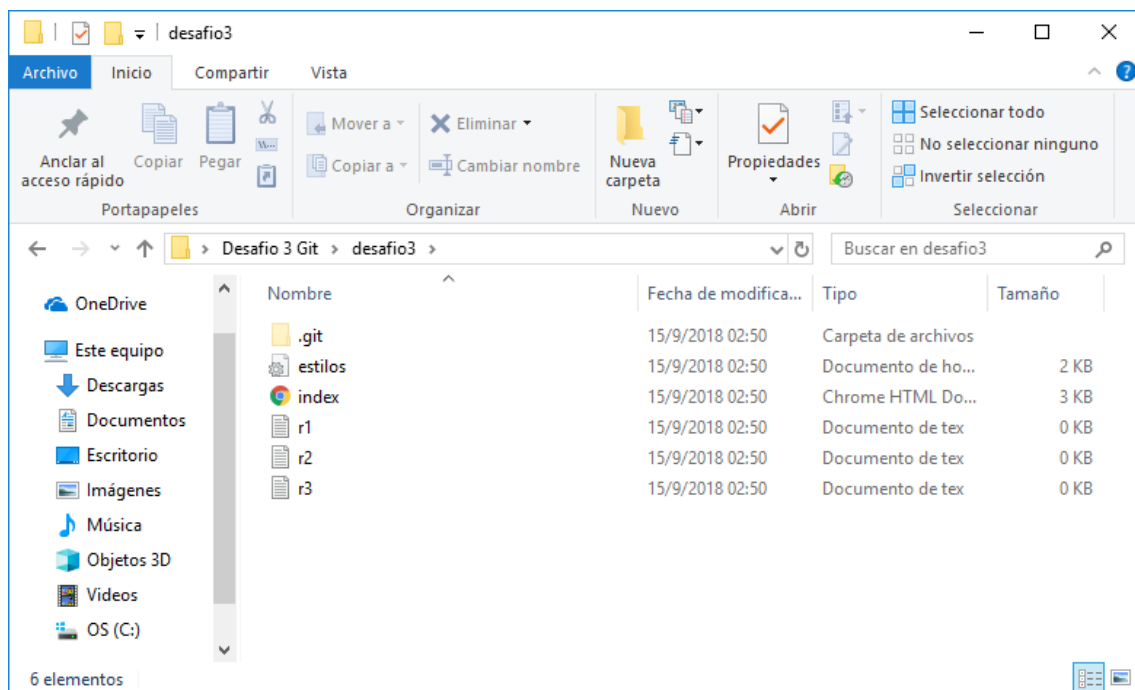 desafio3
Archivo Inicio Compartir Vista
Anclar al acceso rápido
Copiar
Pegar
Portapapeles
Mover a
Copiar a
Eliminar
Cambiar nombre
Organizar
Nueva carpeta
Nuevo
Propiedades
Abrir
Seleccionar todo
No seleccionar ninguno
Invertir selección
Seleccionar
Desafio 3 Git > desafio3 >
Buscar en desafio3
OneDrive
Este equipo
Descargas
Documentos
Escritorio
Imágenes
Música
Objetos 3D
Videos
OS (C:)
Nombre Fecha de modifica... Tipo Tamaño
.git 15/9/2018 02:50 Carpeta de archivos
estilos 15/9/2018 02:50 Documento de ho... 2 KB
index 15/9/2018 02:50 Chrome HTML Do... 3 KB
r1 15/9/2018 02:50 Documento de tex 0 KB
r2 15/9/2018 02:50 Documento de tex 0 KB
r3 15/9/2018 02:50 Documento de tex 0 KB
6 elementos